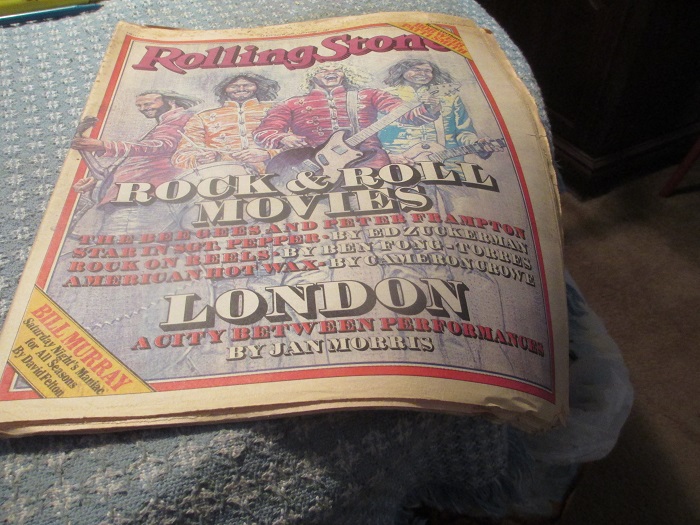 Rolling Stone
ROCK & ROLL
MOVIES
THE BEE GEES AND PETER FRAMPTON
STAR IN SGT. PEPPER • BY ED ZUCKERMAN
ROCK ON REELS • BY BEN FONG-TORRES
AMERICAN HOT WAX • BY CAMERON CROWE
LONDON
A CITY BETWEEN PERFORMANCES
BY JAN MORRIS
BILL MURRAY
Saturday Night's Maniac
for All Seasons
By David Felton